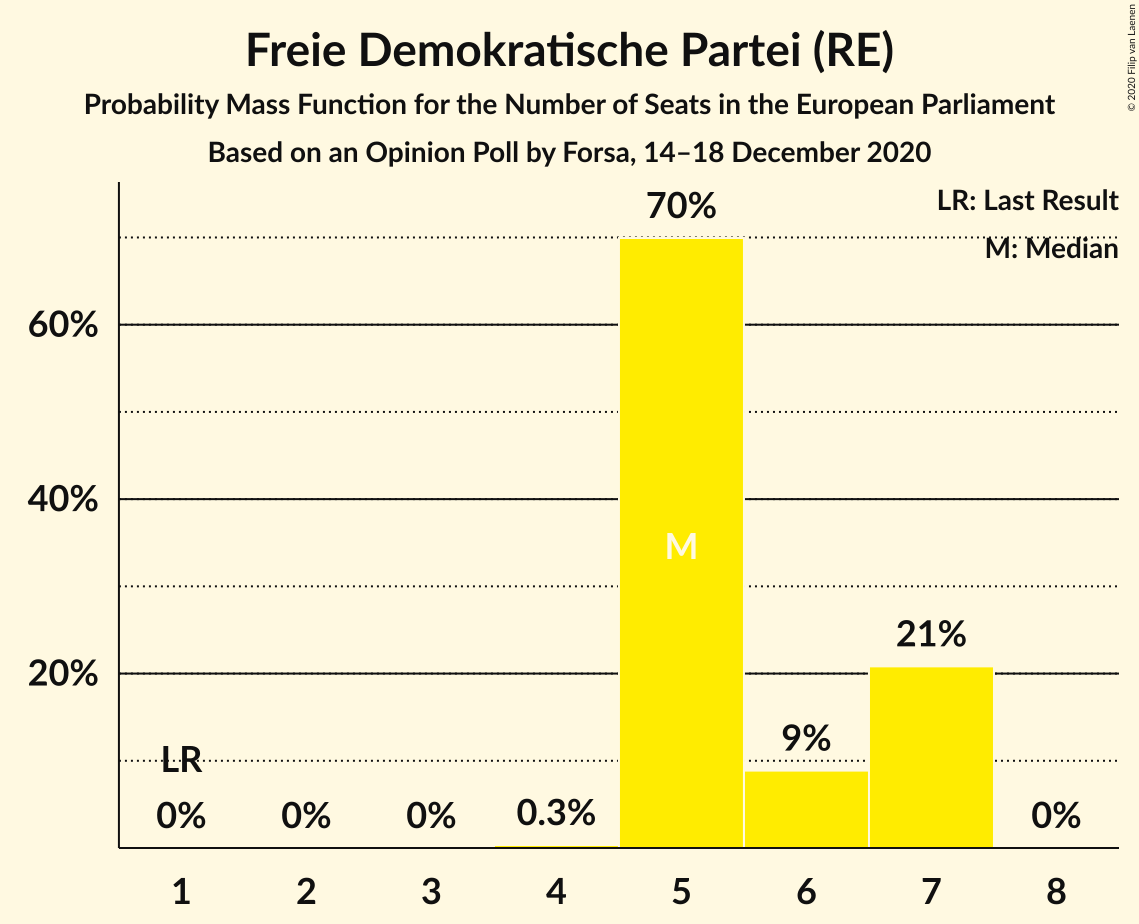 Freie Demokratische Partei (RE)
Probability Mass Function for the Number of Seats in the European Parliament
Based on an Opinion Poll by Forsa, 14–18 December 2020
© 2020 Filip van Laenen
LR: Last Result
M: Median
70%
60%
40%
M
21%
20%
9%
LR
0%
0%
0%
0.3%
0%
1 2 3 4 5 6 7 8